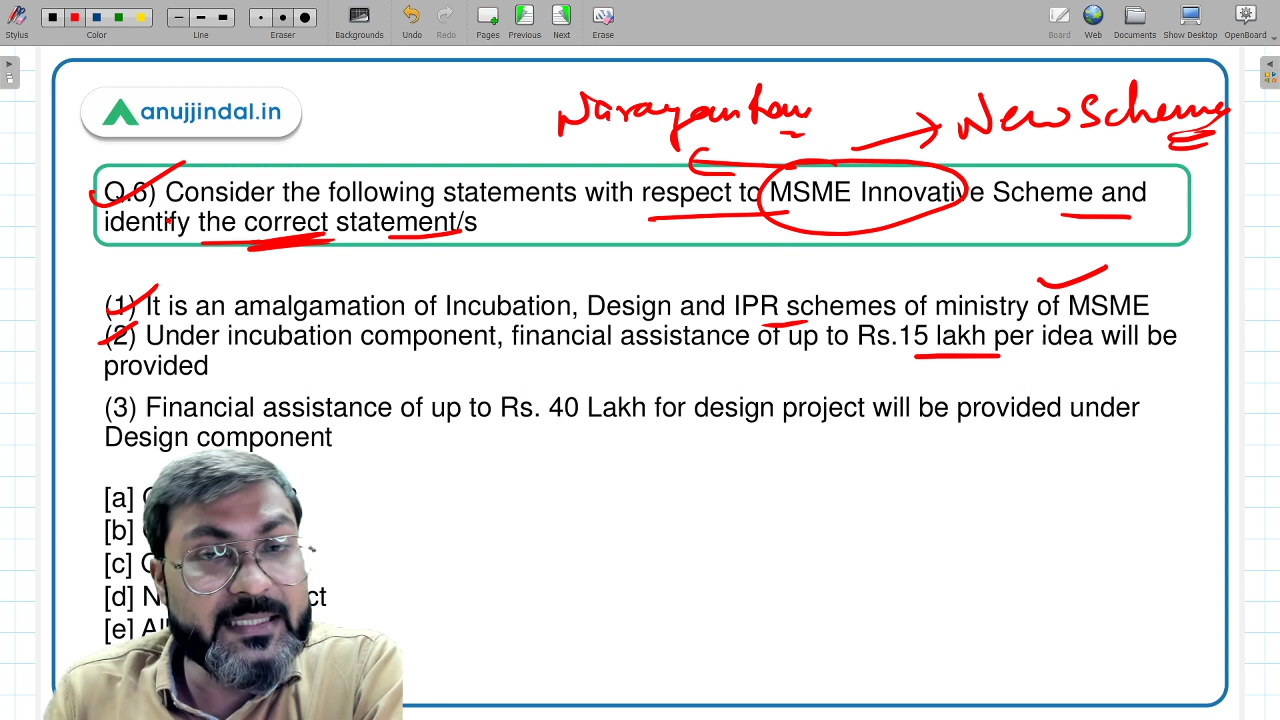 Stylus
Color
Line
Eraser
Backgrounds
Undo
Redo
Pages
Previous
Next
Erase
Board
Web
Documents
Show Desktop
OpenBoard
anujjindal.in
New Scheme
Q.6) Consider the following statements with respect to MSME Innovative Scheme and
identify the correct statement/s
(1) It is an amalgamation of Incubation, Design and IPR schemes of ministry of MSME
(2) Under incubation component, financial assistance of up to Rs.15 lakh per idea will be
provided
(3) Financial assistance of up to Rs. 40 Lakh for design project will be provided under
Design component
[a]
[b]
[c]
[d]
[e]